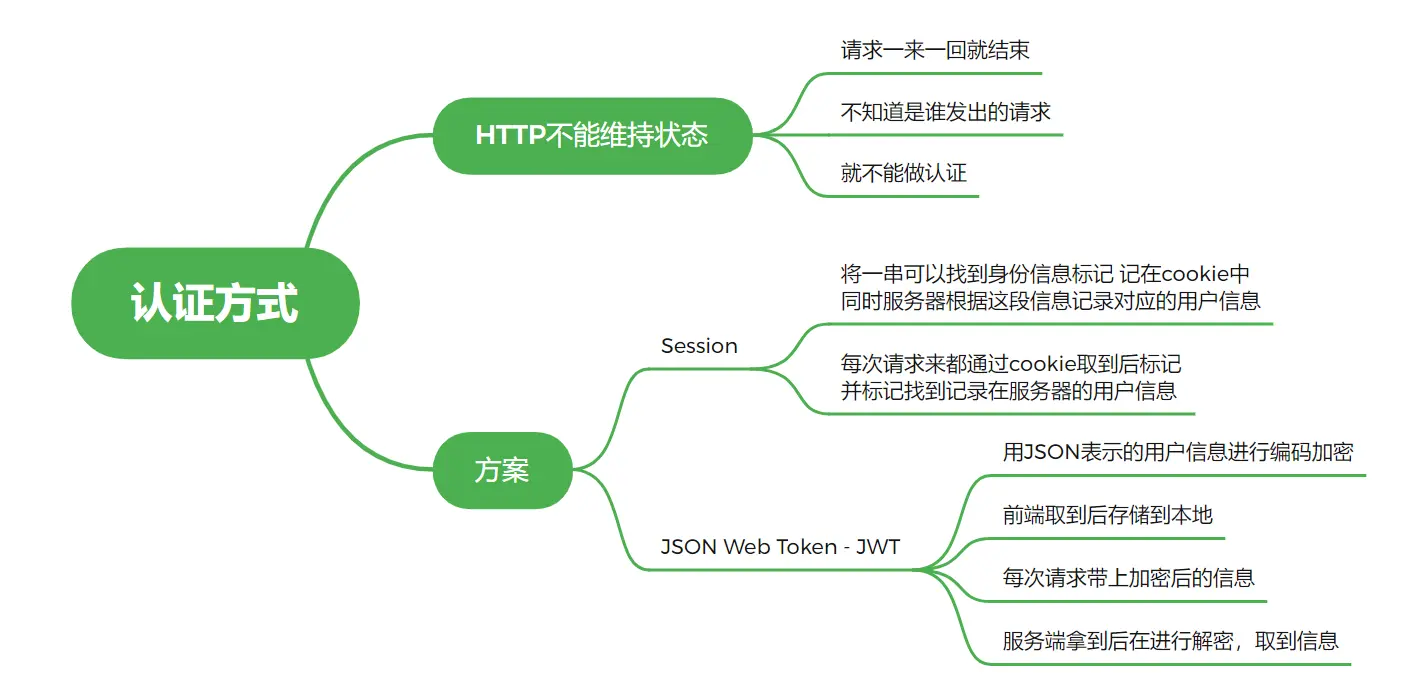 认证方式
HTTP不能维持状态
请求一来一回就结束
不知道是谁发出的请求
就不能做认证
方案
Session
将一串可以找到身份信息标记 记在cookie中
同时服务器根据这段信息记录对应的用户信息
每次请求来都通过cookie取到后标记
并标记找到记录在服务器的用户信息
JSON Web Token - JWT
用JSON表示的用户信息进行编码加密
前端取到后存储到本地
每次请求带上加密后的信息
服务端拿到后在进行解密，取到信息